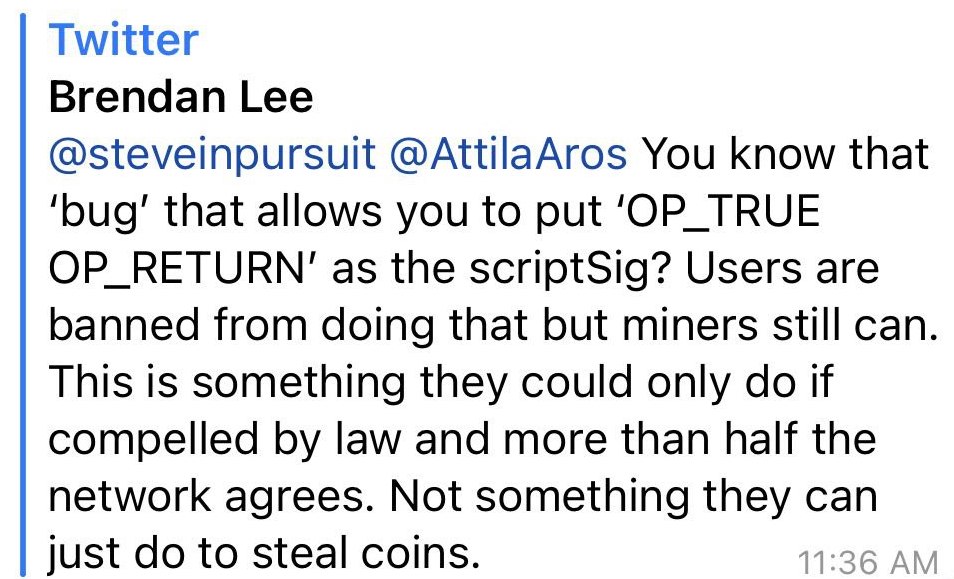 Twitter
Brendan Lee
@steveinpursuit @AttilaAros You know that
‘bug’ that allows you to put ‘OP_TRUE
OP_RETURN’ as the scriptSig? Users are
banned from doing that but miners still can.
This is something they could only do if
compelled by law and more than half the
network agrees. Not something they can
just do to steal coins.
11:36 AM